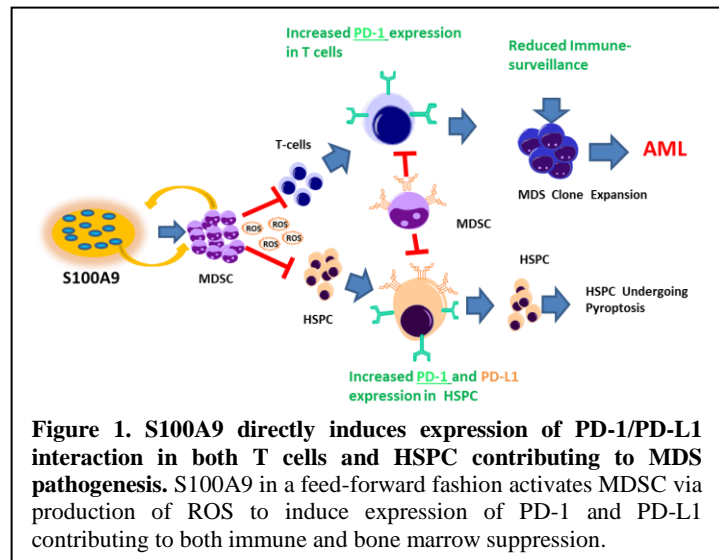 Increased PD-1 expression
in T cells
Reduced Immune-
surveillance
T-cells
AML
MDS Clone Expansion
ROS
ROS
ROS
ROS
ROS
MDSC
S100A9
MDSC
HSPC
HSPC
HSPC Undergoing
Pyroptosis
Increased PD-1 and PD-L1
expression in HSPC
Figure 1. S100A9 directly induces expression of PD-1/PD-L1
interaction in both T cells and HSPC contributing to MDS
pathogenesis. S100A9 in a feed-forward fashion activates MDSC via
production of ROS to induce expression of PD-1 and PD-L1
contributing to both immune and bone marrow suppression.